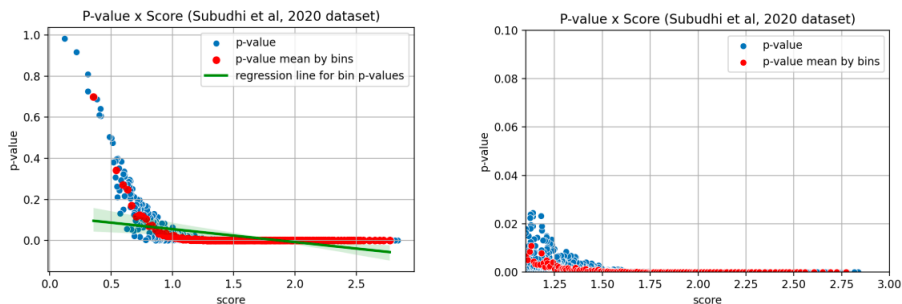 P-value x Score (Subudhi et al, 2020 dataset)
p-value
p-value mean by bins
regression line for bin p-values
p-value
1.0
0.8
0.6
0.4
0.2
0.0
0.0 0.5 1.0 1.5 2.0 2.5
score
P-value x Score (Subudhi et al, 2020 dataset)
p-value
p-value mean by bins
p-value
0.10
0.08
0.06
0.04
0.02
0.00
1.25 1.50 1.75 2.00 2.25 2.50 2.75 3.00
score